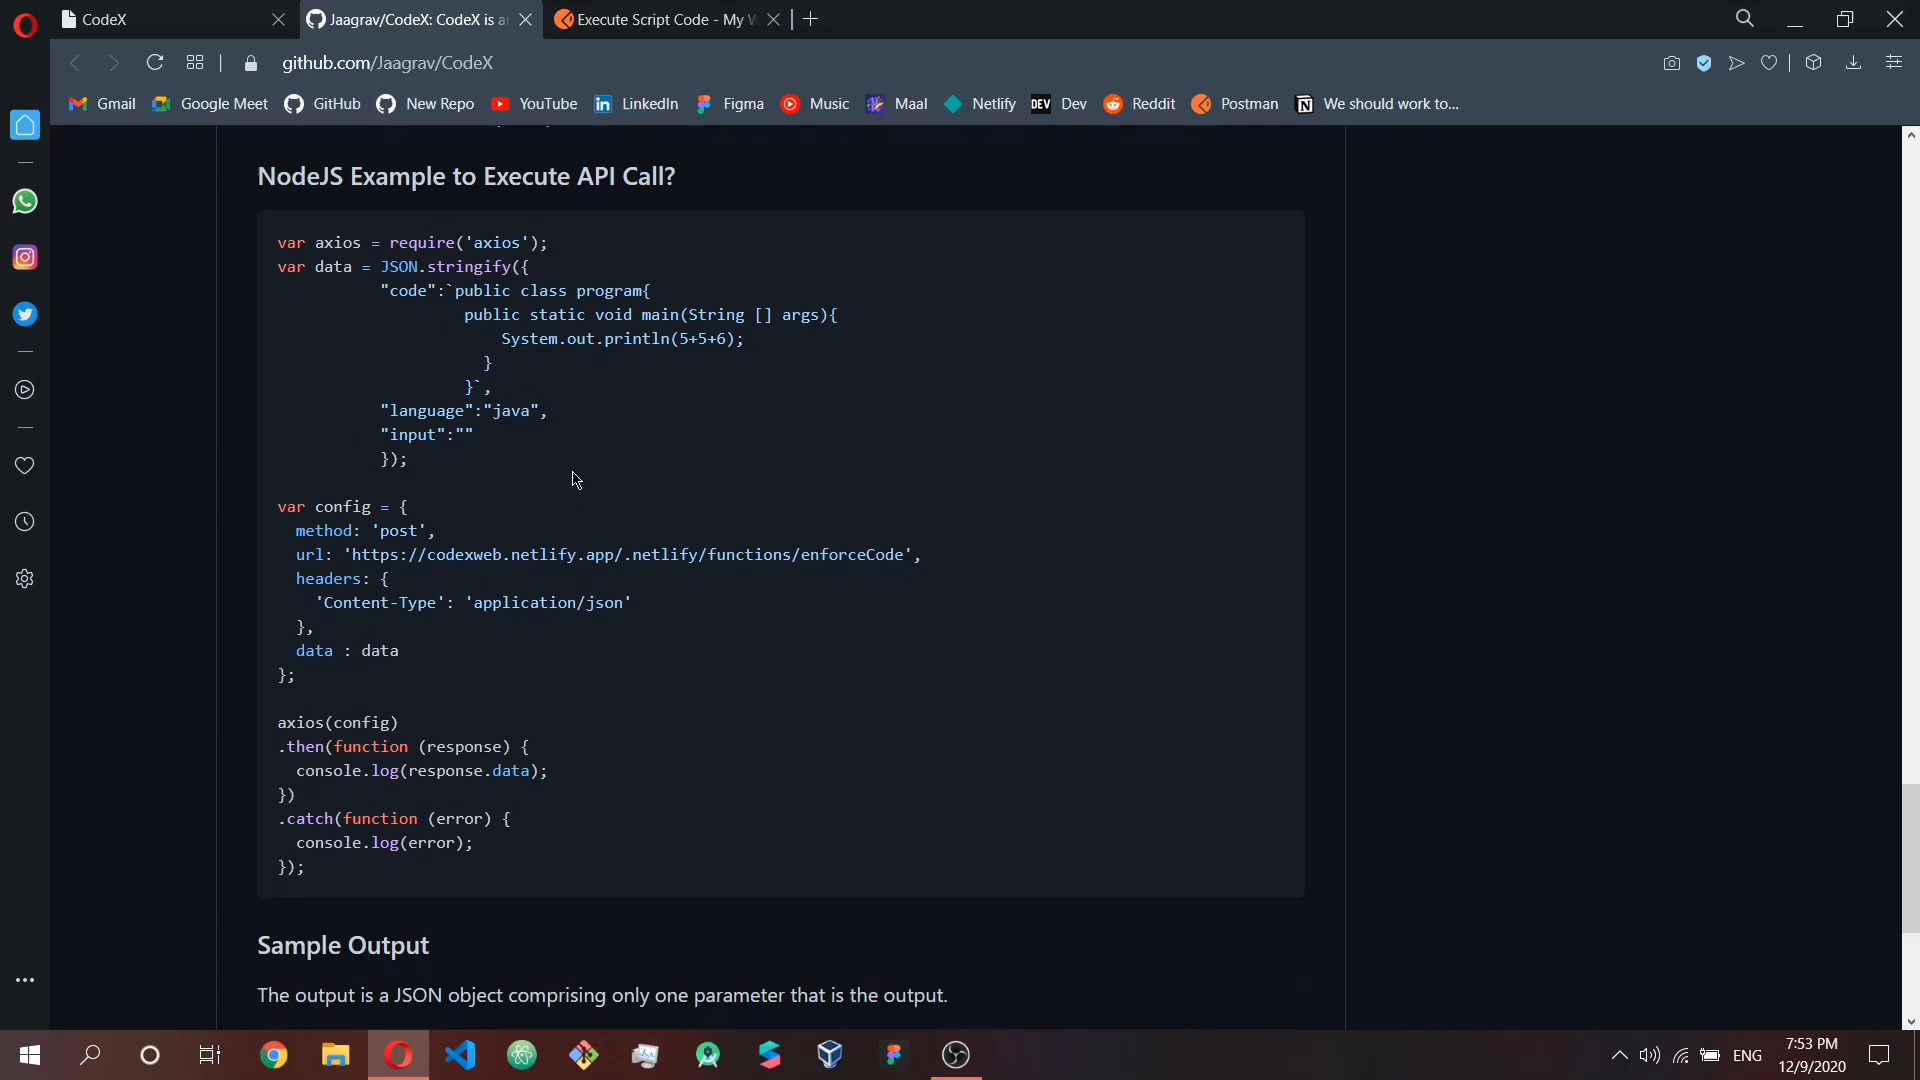 CodeX
Jaagrav/CodeX: CodeX is a
Execute Script Code - My W
github.com/Jaagrav/CodeX
Gmail
Google Meet
GitHub
New Repo
YouTube
LinkedIn
Figma
Music
Maal
Netlify
DEV Dev
Reddit
Postman
We should work to...
NodeJS Example to Execute API Call?
var axios = require('axios');
var data = JSON.stringify({
"code":`public class program{
public static void main(String [] args){
System.out.println(5+5+6);
}
}`,
"language":"java",
"input":""
});
var config = {
method: 'post',
url: 'https://codexweb.netlify.app/.netlify/functions/enforceCode',
headers: {
'Content-Type': 'application/json'
},
data : data
};
axios(config)
.then(function (response) {
console.log(response.data);
})
.catch(function (error) {
console.log(error);
});
Sample Output
The output is a JSON object comprising only one parameter that is the output.
ENG
7:53 PM
12/9/2020